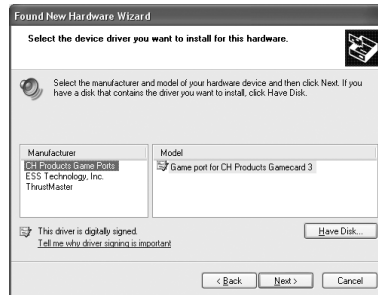 Found New Hardware Wizard
Select the device driver you want to install for this hardware.
Select the manufacturer and model of your hardware device and then click Next. If you
have a disk that contains the driver you want to install, click Have Disk.
Manufacturer
CH Products Game Ports
ESS Technology, Inc.
ThrustMaster
Model
Game port for CH Products Gamecard 3
This driver is digitally signed.
Tell me why driver signing is important
Have Disk...
< Back
Next >
Cancel